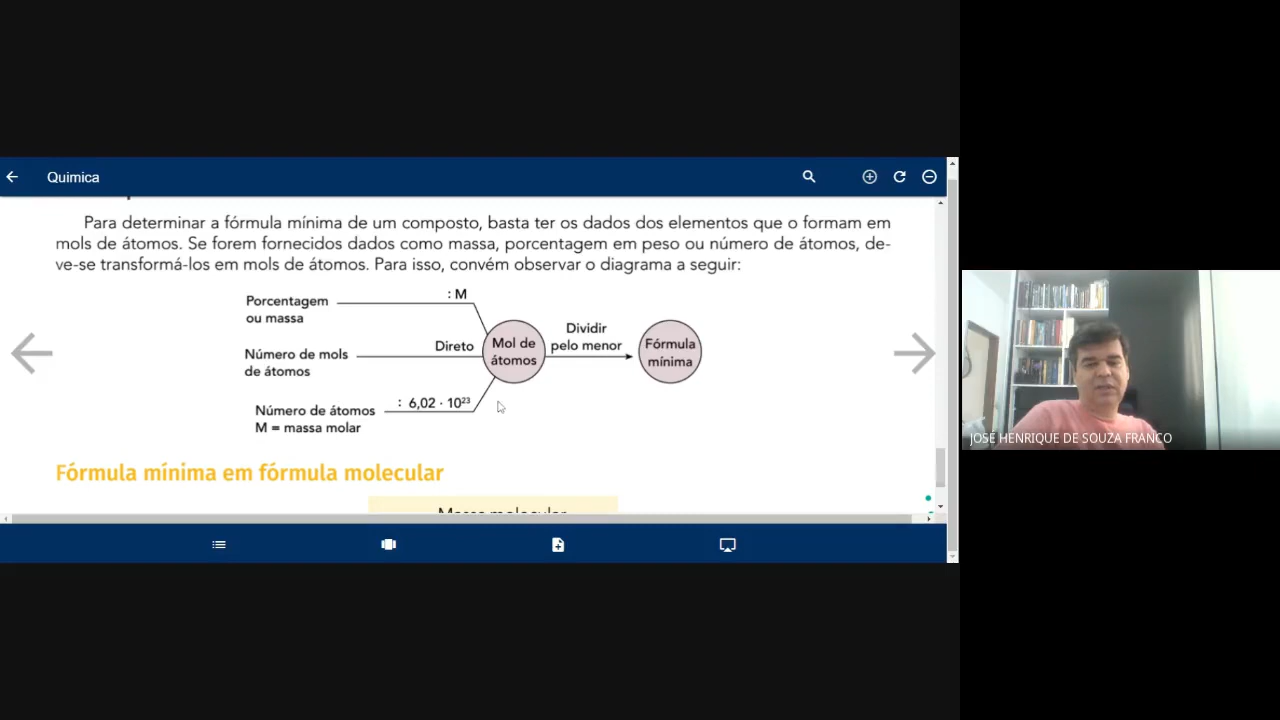 Quimica
Para determinar a fórmula mínima de um composto, basta ter os dados dos elementos que o formam em
mols de átomos. Se forem fornecidos dados como massa, porcentagem em peso ou número de átomos, de-
ve-se transformá-los em mols de átomos. Para isso, convém observar o diagrama a seguir:
Porcentagem
ou massa
: M
Número de mols
de átomos
Direto
Número de átomos
: 6,02 · 10²³
M = massa molar
Mol de
átomos
Dividir
pelo menor
Fórmula
mínima
Fórmula mínima em fórmula molecular
Massa molecular
JOSÉ HENRIQUE DE SOUZA FRANCO